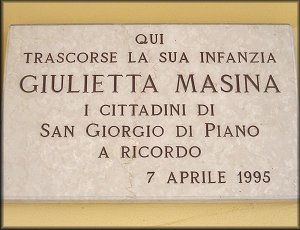 QUI
TRASCORSE LA SUA INFANZIA
GIULIETTA MASINA
I CITTADINI DI
SAN GIORGIO DI PIANO
A RICORDO
7 APRILE 1995